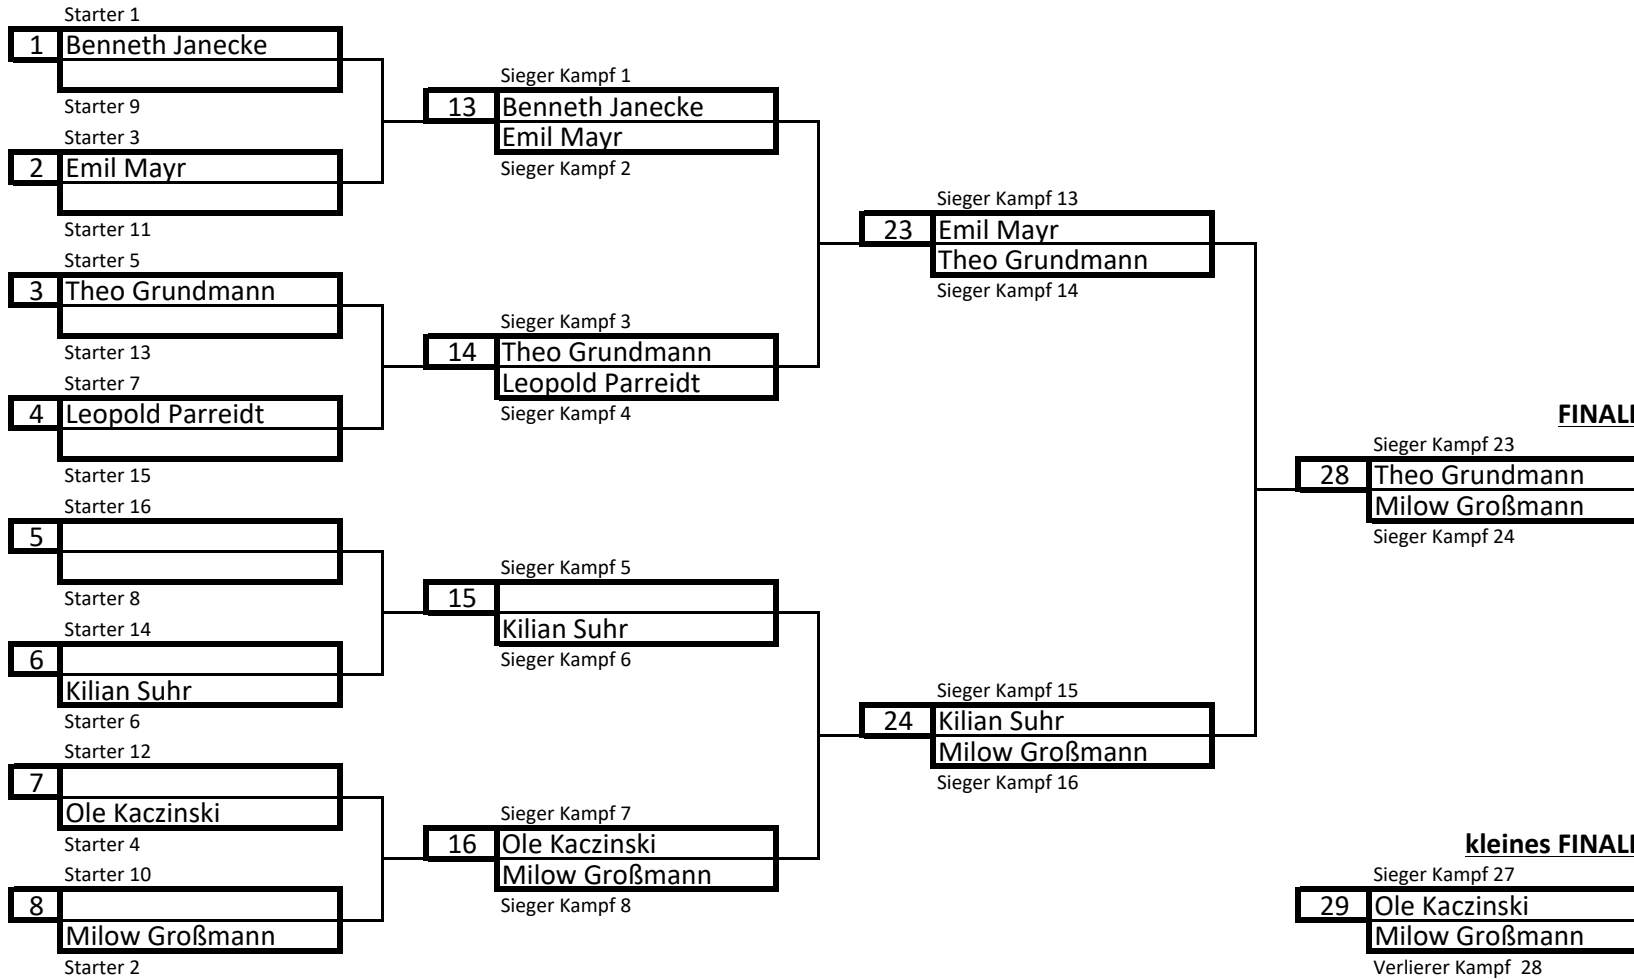 Starter 1
1 Benneth Janecke
Starter 9
Starter 3
2 Emil Mayr
Starter 11
Starter 5
3 Theo Grundmann
Starter 13
Starter 7
4 Leopold Parreidt
Starter 15
Starter 16
5
Starter 8
Starter 14
6
Kilian Suhr
Starter 6
Starter 12
7
Ole Kaczinski
Starter 4
Starter 10
8
Milow Großmann
Starter 2
Sieger Kampf 1
13 Benneth Janecke
Emil Mayr
Sieger Kampf 2
Sieger Kampf 3
14 Theo Grundmann
Leopold Parreidt
Sieger Kampf 4
Sieger Kampf 5
15
Kilian Suhr
Sieger Kampf 6
Sieger Kampf 7
16 Ole Kaczinski
Milow Großmann
Sieger Kampf 8
Sieger Kampf 13
23 Emil Mayr
Theo Grundmann
Sieger Kampf 14
Sieger Kampf 15
24 Kilian Suhr
Milow Großmann
Sieger Kampf 16
FINALE
Sieger Kampf 23
28 Theo Grundmann
Milow Großmann
Sieger Kampf 24
kleines FINALE
Sieger Kampf 27
29 Ole Kaczinski
Milow Großmann
Verlierer Kampf 28